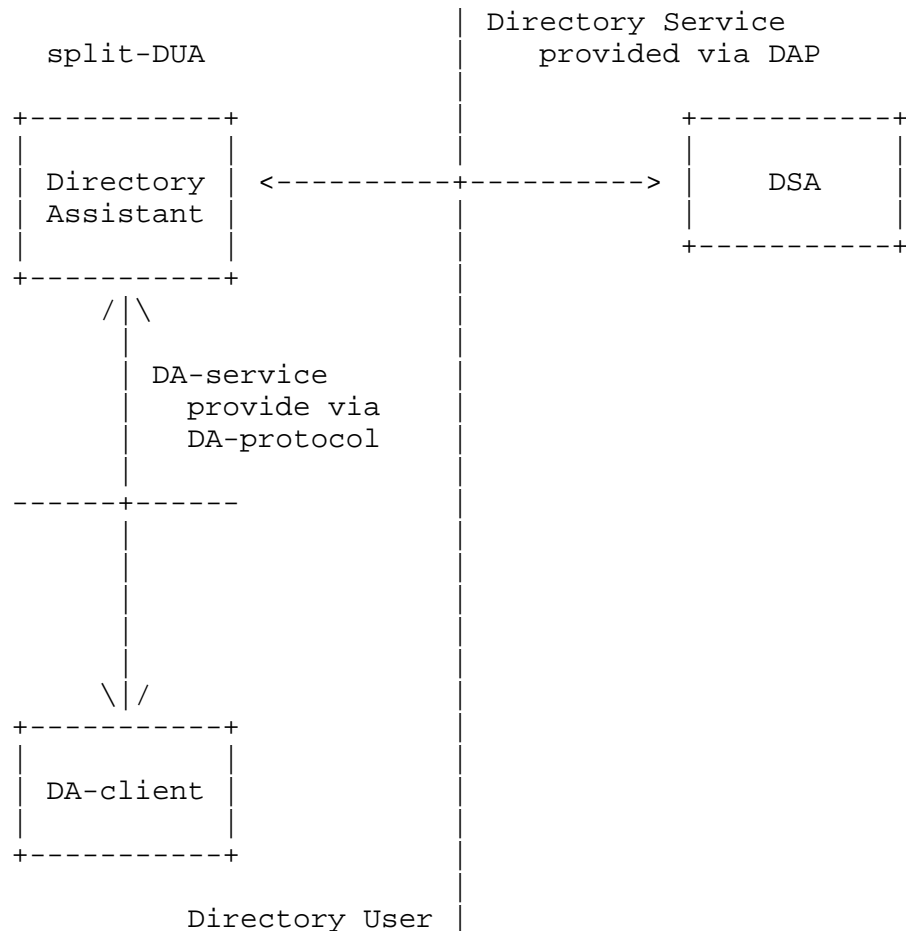 Directory Service
split-DUA provided via DAP
Directory DSA
Assistant
DA-service
provide via
DA-protocol
DA-client
Directory User